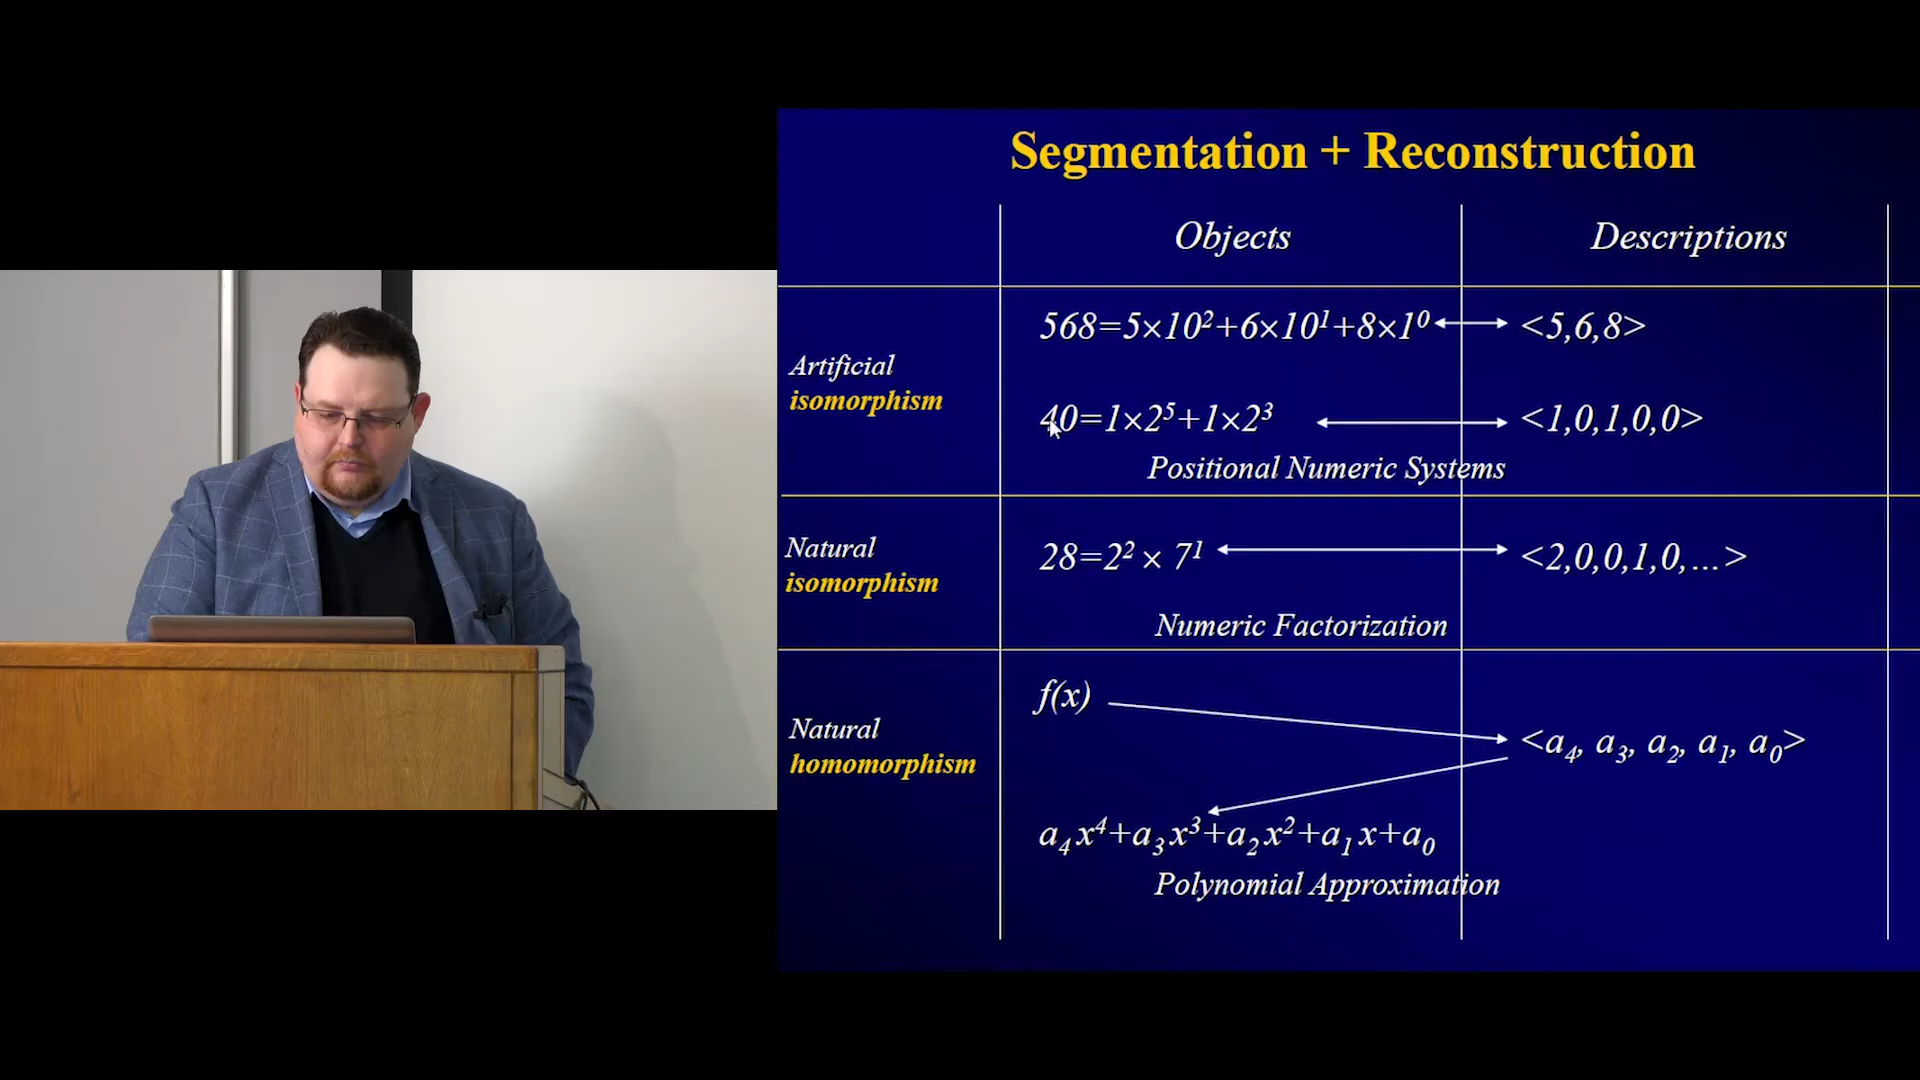 Segmentation + Reconstruction
Objects
Descriptions
Artificial
isomorphism
568=5×10²+6×10¹+8×1⁰
<5,6,8>
40=1×2⁵+1×2³
<1,0,1,0,0>
Positional Numeric Systems
Natural
isomorphism
28=2² × 7¹
<2,0,0,1,0,...>
Numeric Factorization
Natural
homomorphism
f(x)
<a₄, a₃, a₂, a₁, a₀>
a₄x⁴+a₃x³+a₂x²+a₁x+a₀
Polynomial Approximation